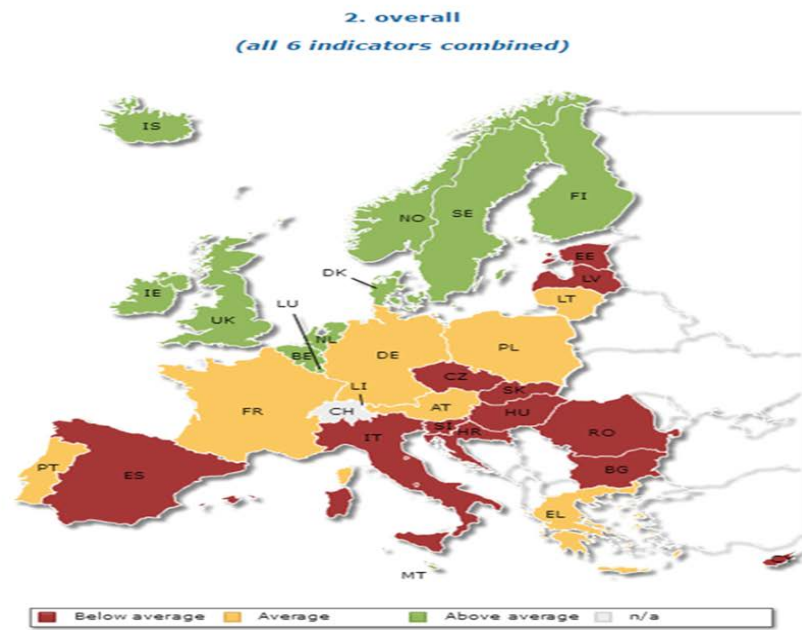 2. overall
(all 6 indicators combined)
IS
FI
SE
NO
EE
DK
LV
IE
LT
LU
UK
NL
PL
BE
DE
CZ
LI
SK
FR
CH
AT
HU
SI
HR
RO
IT
PT
ES
BG
EL
MT
Below average
Average
Above average
n/a